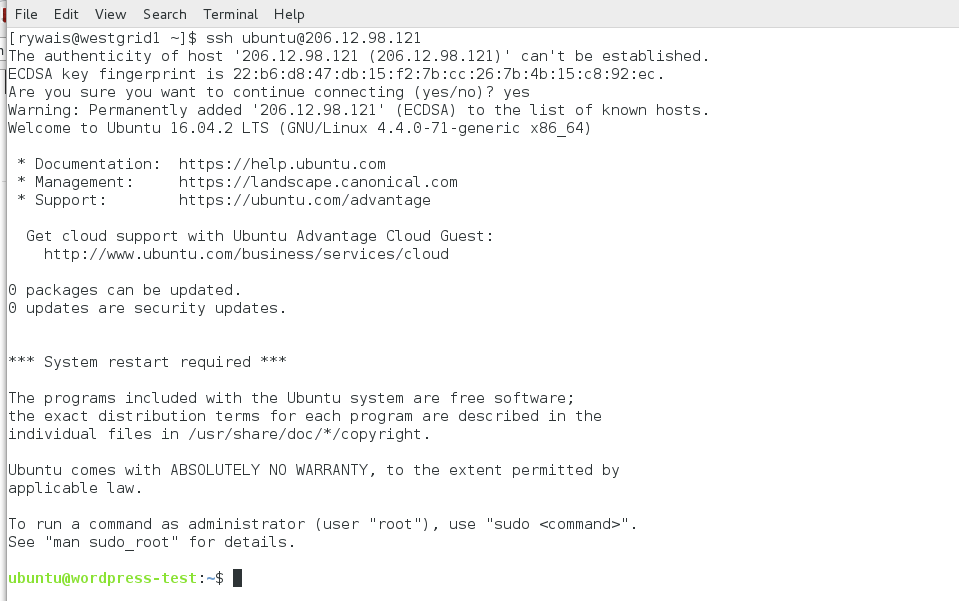 File Edit View Search Terminal Help
[rywais@westgrid1 ~]$ ssh ubuntu@206.12.98.121
The authenticity of host '206.12.98.121 (206.12.98.121)' can't be established.
ECDSA key fingerprint is 22:b6:d8:47:db:15:f2:7b:cc:26:7b:4b:15:c8:92:ec.
Are you sure you want to continue connecting (yes/no)? yes
Warning: Permanently added '206.12.98.121' (ECDSA) to the list of known hosts.
Welcome to Ubuntu 16.04.2 LTS (GNU/Linux 4.4.0-71-generic x86_64)
* Documentation:  https://help.ubuntu.com
* Management:     https://landscape.canonical.com
* Support:        https://ubuntu.com/advantage
Get cloud support with Ubuntu Advantage Cloud Guest:
http://www.ubuntu.com/business/services/cloud
0 packages can be updated.
0 updates are security updates.
*** System restart required ***
The programs included with the Ubuntu system are free software;
the exact distribution terms for each program are described in the
individual files in /usr/share/doc/*/copyright.
Ubuntu comes with ABSOLUTELY NO WARRANTY, to the extent permitted by
applicable law.
To run a command as administrator (user "root"), use "sudo <command>".
See "man sudo_root" for details.
ubuntu@wordpress-test:~$